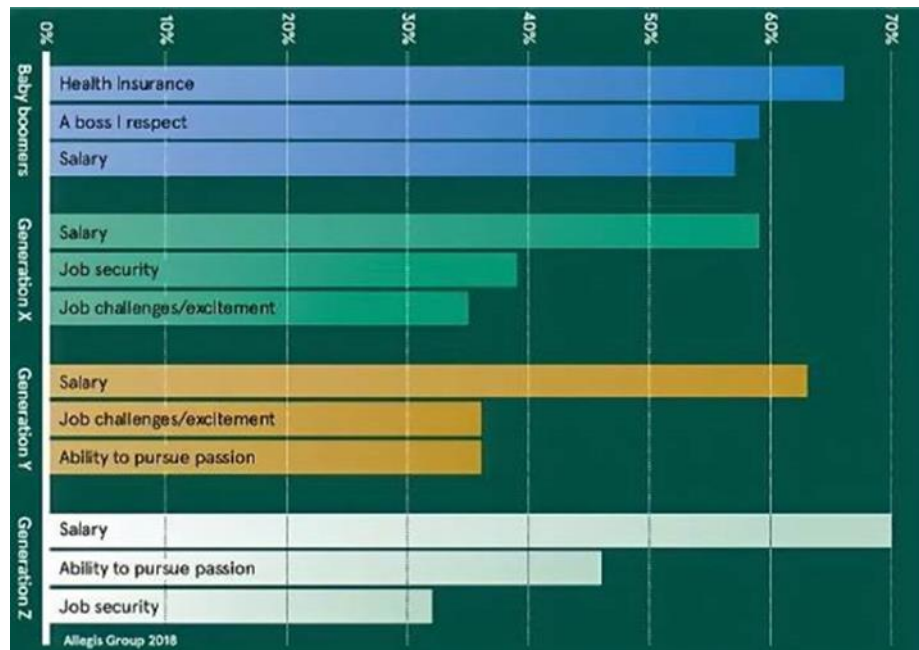 0%
10%
20%
30%
40%
50%
60%
70%
Baby boomers
Health Insurance
A boss I respect
Salary
Generation X
Salary
Job security
Job challenges/excitement
Generation Y
Salary
Job challenges/excitement
Ability to pursue passion
Generation Z
Salary
Ability to pursue passion
Job security
Allegis Group 2018